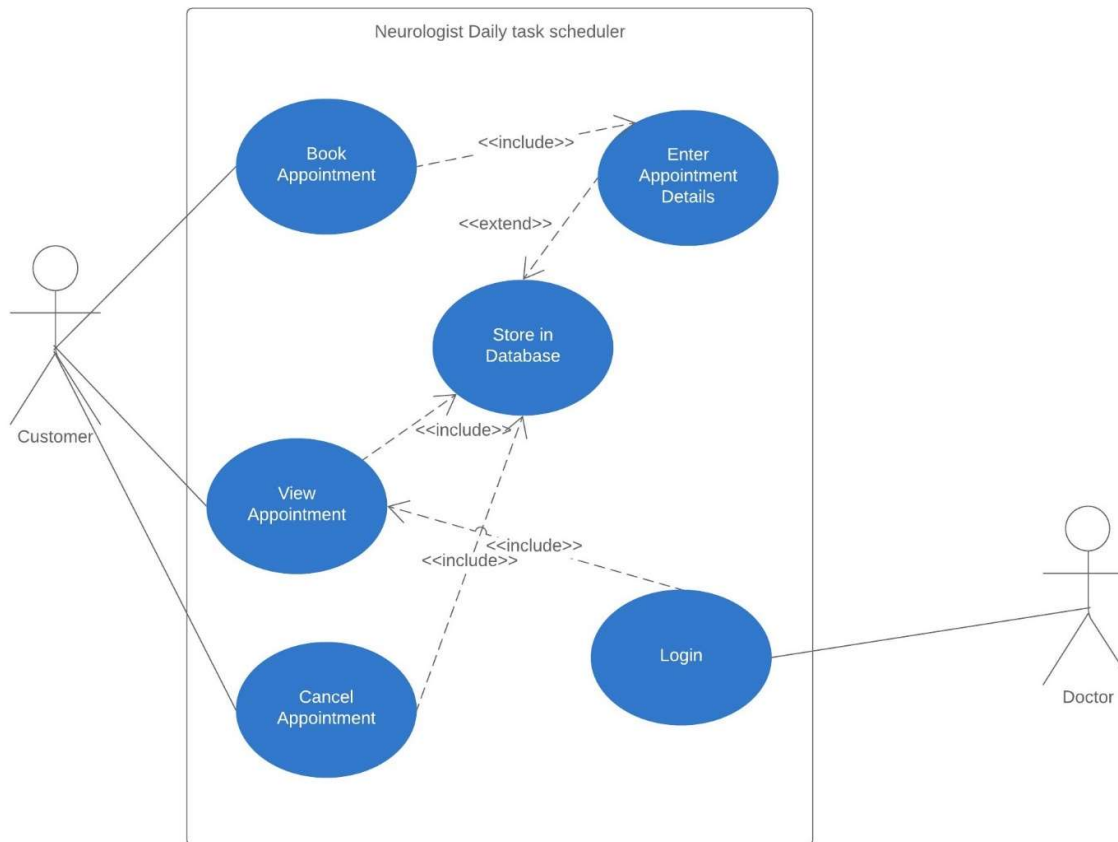 Neurologist Daily task scheduler
Book
Appointment
<<include>>
Enter
Appointment
Details
<<extend>>
Store in
Database
Customer
<<include>>
View
Appointment
<<include>>
<<include>>
Login
Cancel
Appointment
Doctor